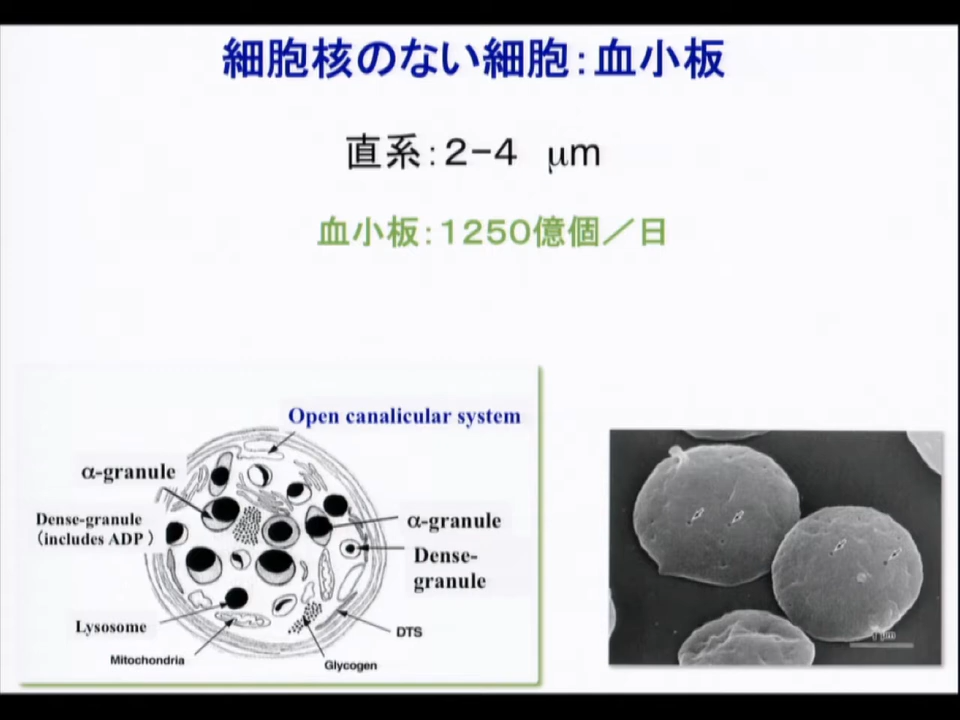 細胞核のない細胞：血小板
直系：2−4 μm
血小板：1250億個／日
Open canalicular system
α-granule
Dense-granule
(includes ADP )
α-granule
Dense-
granule
Lysosome
DTS
Mitochondria
Glycogen
1 μm